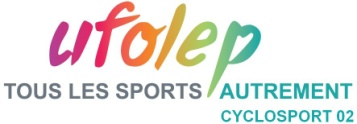 ufolep
TOUS LES SPORTS AUTREMENT
CYCLOSPORT 02